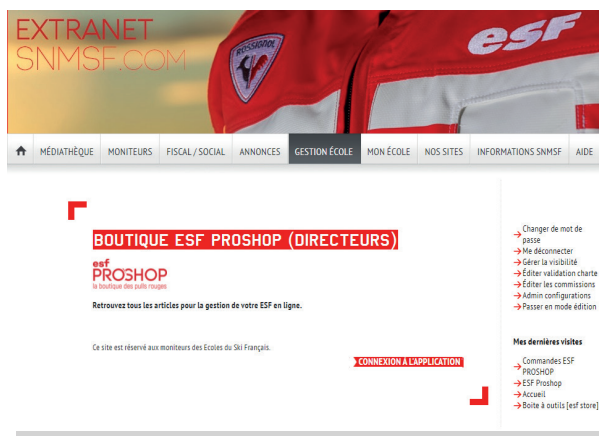 EXTRANET
SNMSF.COM
ROSSIGNOL
esf
MÉDIATHÈQUE MONITEURS FISCAL / SOCIAL ANNONCES GESTION ÉCOLE MON ÉCOLE NOS SITES INFORMATIONS SNMSF AIDE
BOUTIQUE ESF PROSHOP (DIRECTEURS)
esf
PROSHOP
la boutique des pulls rouges
Retrouvez tous les articles pour la gestion de votre ESF en ligne.
Ce site est réservé aux moniteurs des Ecoles du Ski Français.
CONNEXION A L'APPLICATION
Changer de mot de
passe
Me déconnecter
Gérer la visibilité
Éditer validation charte
Éditer les commissions
Admin configurations
Passer en mode édition
Mes dernières visites
Commandes ESF
PROSHOP
ESF Proshop
Accueil
Boite à outils [esf store]